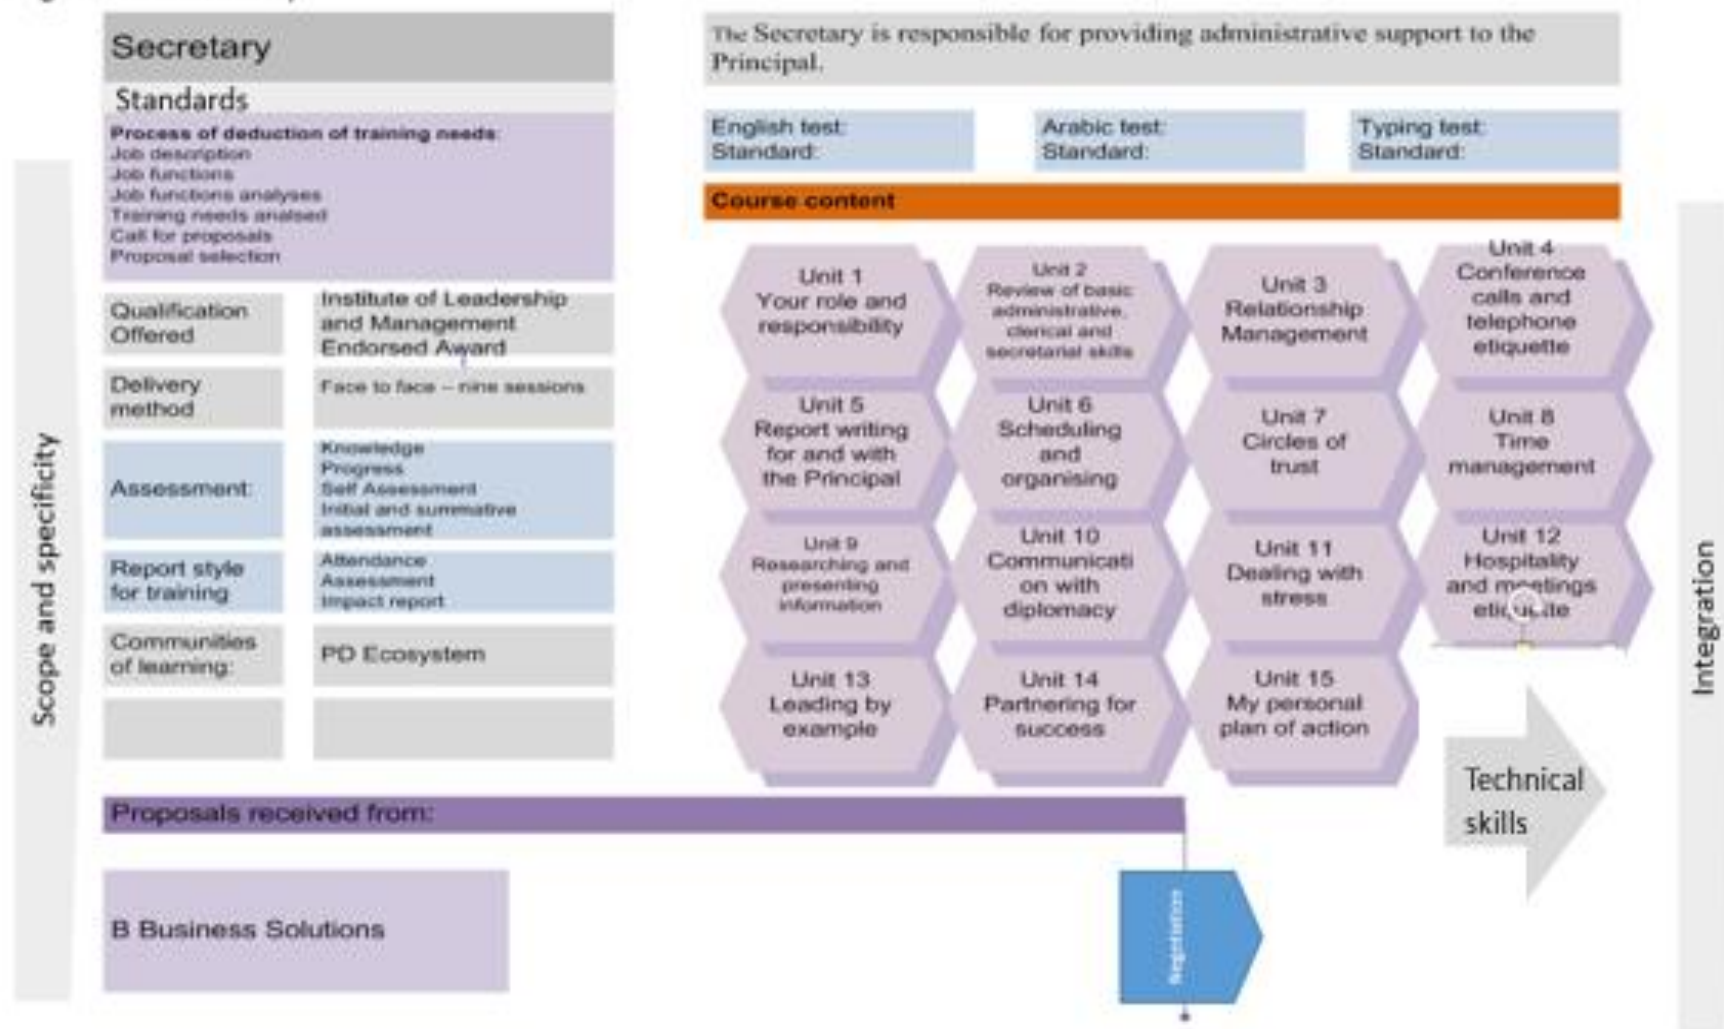 Secretary
Standards
Process of deduction of training needs:
Job description
Job functions
Job functions analyses
Training needs analsed
Call for proposals
Proposal selection
Qualification
Offered
Institute of Leadership
and Management
Endorsed Award
Delivery
method
Face to face – nine sessions
Assessment:
Knowledge
Progress
Self Assessment
Initial and summative
assessment
Report style
for training
Attendance
Assessment
Impact report
Communities
of learning:
PD Ecosystem
The Secretary is responsible for providing administrative support to the
Principal.
English test:
Standard:
Arabic test:
Standard:
Typing test:
Standard:
Course content
Unit 1
Your role and
responsibility
Unit 2
Review of basic
administrative,
clerical and
secretarial skills
Unit 3
Relationship
Management
Unit 4
Conference
calls and
telephone
etiquette
Unit 5
Report writing
for and with
the Principal
Unit 6
Scheduling
and
organising
Unit 7
Circles of
trust
Unit 8
Time
management
Unit 9
Researching and
presenting
information
Unit 10
Communicati
on with
diplomacy
Unit 11
Dealing with
stress
Unit 12
Hospitality
and meetings
etiquette
Unit 13
Leading by
example
Unit 14
Partnering for
success
Unit 15
My personal
plan of action
Technical
skills
Proposals received from:
B Business Solutions
Negotiation
Scope and specificity
Integration